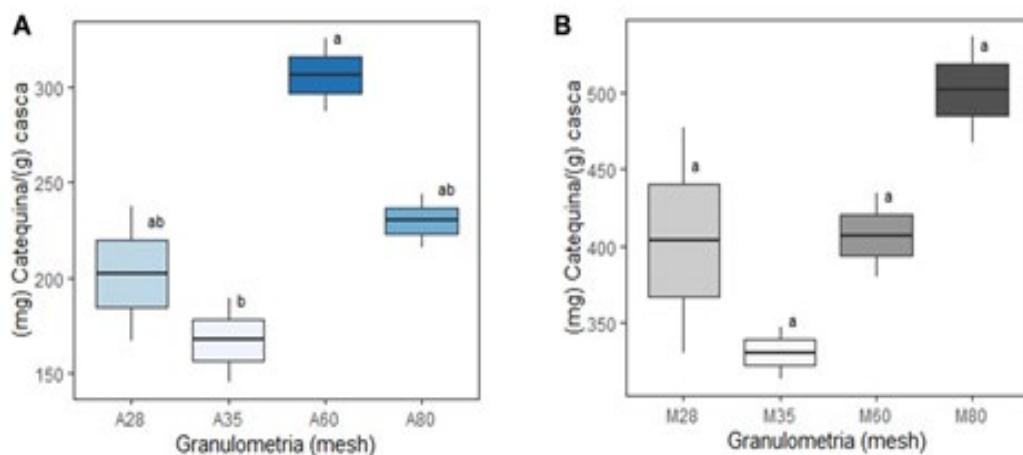 A
(mg) Catequina/(g) casca
300
250
200
150
ab
b
a
ab
A28 A35 A60 A80
Granulometria (mesh)
B
(mg) Catequina/(g) casca
500
450
400
350
a
a
a
a
M28 M35 M60 M80
Granulometria (mesh)